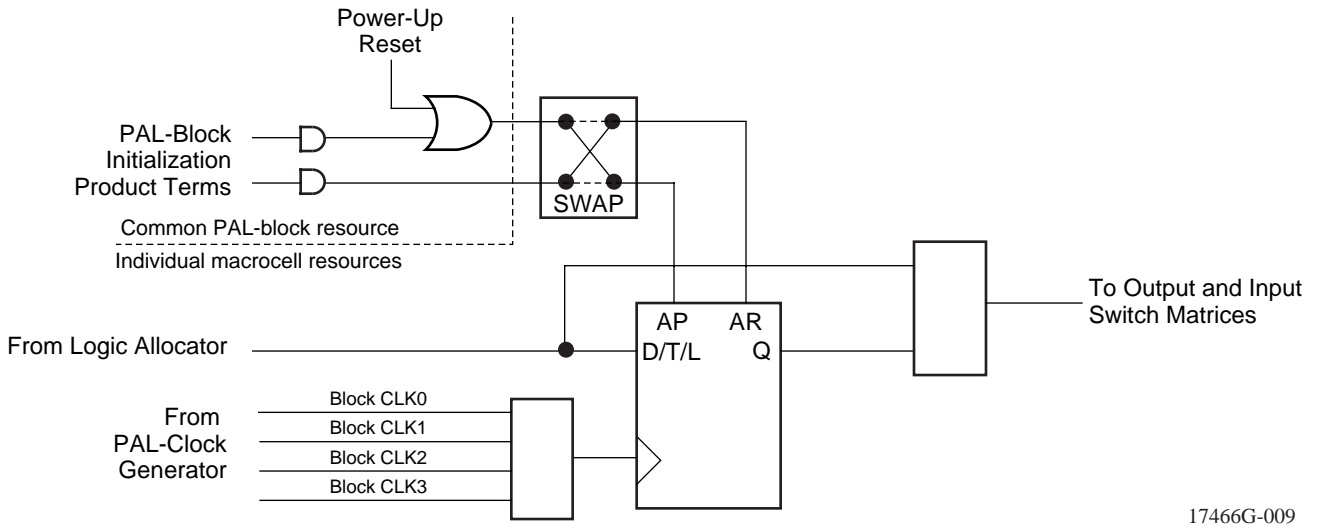 Power-Up
Reset
PAL-Block
Initialization
Product Terms
SWAP
Common PAL-block resource
Individual macrocell resources
To Output and Input
Switch Matrices
AP AR
From Logic Allocator
D/T/L Q
From
PAL-Clock
Generator
Block CLK0
Block CLK1
Block CLK2
Block CLK3
17466G-009